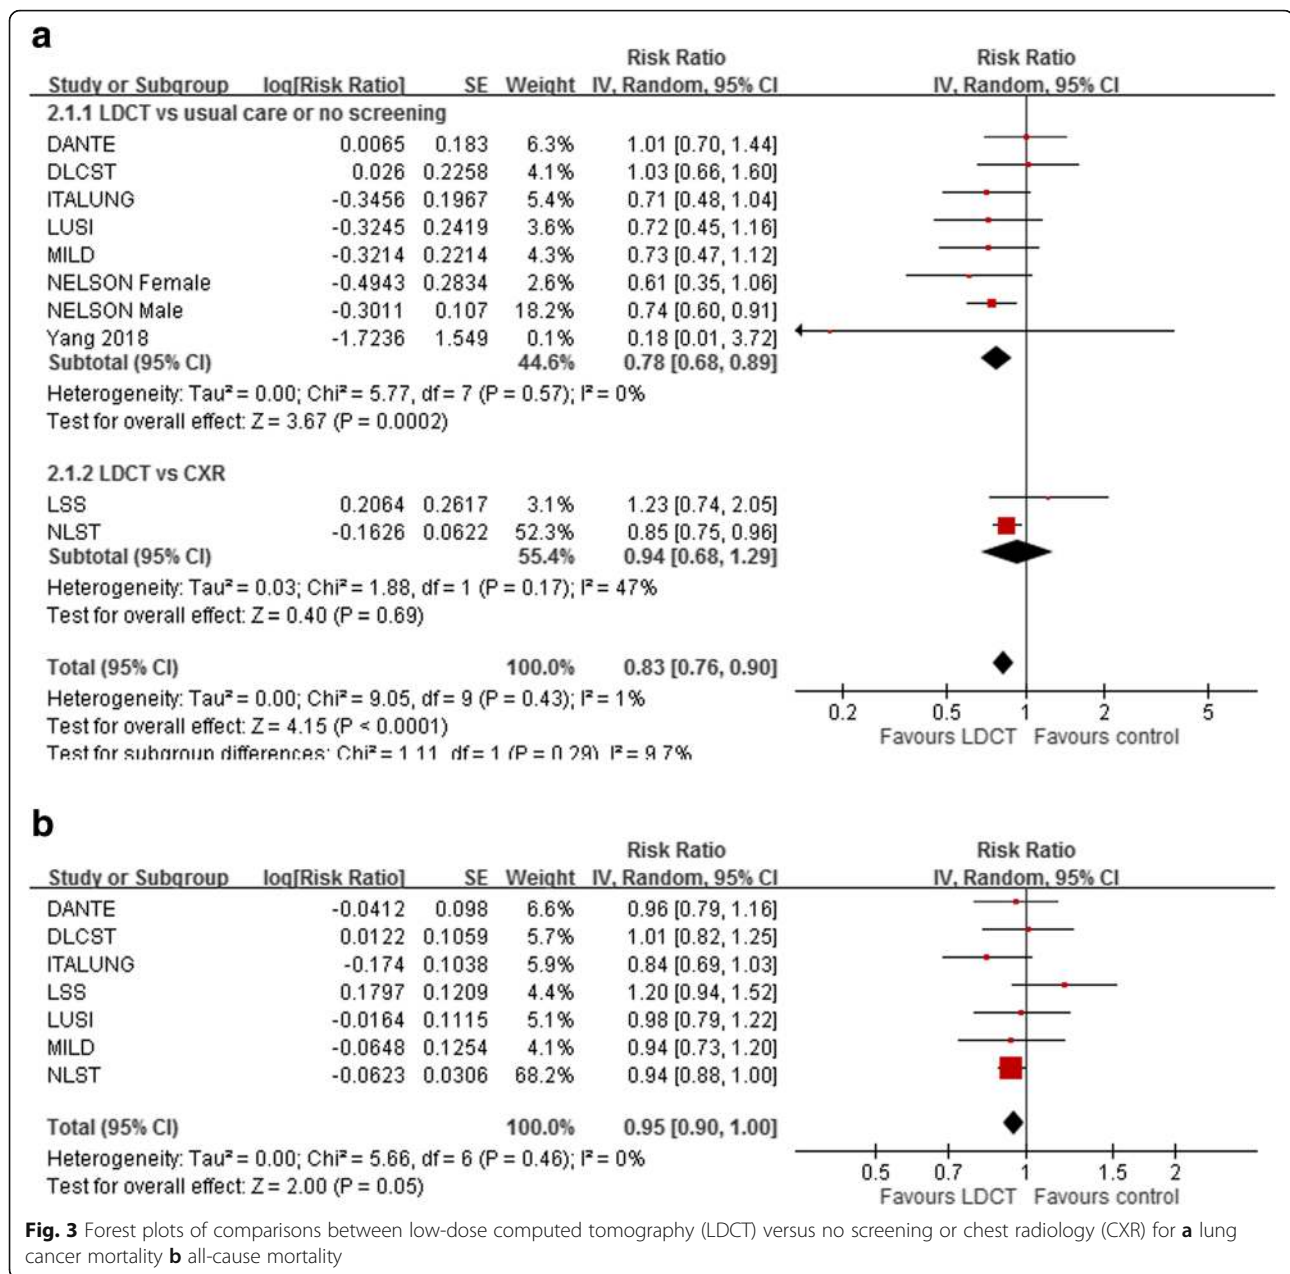 a
Risk Ratio Risk Ratio
Study or Subgroup log[Risk Ratio] SE Weight IV, Random, 95% CI IV, Random, 95% CI
2.1.1 LDCT vs usual care or no screening
DANTE 0.0065 0.183 6.3% 1.01 [0.70, 1.44]
DLCST 0.026 0.2258 4.1% 1.03 [0.66, 1.60]
ITALUNG -0.3456 0.1967 5.4% 0.71 [0.48, 1.04]
LUSI -0.3245 0.2419 3.6% 0.72 [0.45, 1.16]
MILD -0.3214 0.2214 4.3% 0.73 [0.47, 1.12]
NELSON Female -0.4943 0.2834 2.6% 0.61 [0.35, 1.06]
NELSON Male -0.3011 0.107 18.2% 0.74 [0.60, 0.91]
Yang 2018 -1.7236 1.549 0.1% 0.18 [0.01, 3.72]
Subtotal (95% CI) 44.6% 0.78 [0.68, 0.89]
Heterogeneity: Tau² = 0.00; Chi² = 5.77, df = 7 (P = 0.57); I² = 0%
Test for overall effect: Z = 3.67 (P = 0.0002)
2.1.2 LDCT vs CXR
LSS 0.2064 0.2617 3.1% 1.23 [0.74, 2.05]
NLST -0.1626 0.0622 52.3% 0.85 [0.75, 0.96]
Subtotal (95% CI) 55.4% 0.94 [0.68, 1.29]
Heterogeneity: Tau² = 0.03; Chi² = 1.88, df = 1 (P = 0.17); I² = 47%
Test for overall effect: Z = 0.40 (P = 0.69)
Total (95% CI) 100.0% 0.83 [0.76, 0.90]
Heterogeneity: Tau² = 0.00; Chi² = 9.05, df = 9 (P = 0.43); I² = 1%
Test for overall effect: Z = 4.15 (P < 0.0001)
Test for subgroup differences: Chi² = 1.11, df = 1 (P = 0.29), I² = 9.7%
0.2 0.5 1 2 5
Favours LDCT Favours control
b
Risk Ratio Risk Ratio
Study or Subgroup log[Risk Ratio] SE Weight IV, Random, 95% CI IV, Random, 95% CI
DANTE -0.0412 0.098 6.6% 0.96 [0.79, 1.16]
DLCST 0.0122 0.1059 5.7% 1.01 [0.82, 1.25]
ITALUNG -0.174 0.1038 5.9% 0.84 [0.69, 1.03]
LSS 0.1797 0.1209 4.4% 1.20 [0.94, 1.52]
LUSI -0.0164 0.1115 5.1% 0.98 [0.79, 1.22]
MILD -0.0648 0.1254 4.1% 0.94 [0.73, 1.20]
NLST -0.0623 0.0306 68.2% 0.94 [0.88, 1.00]
Total (95% CI) 100.0% 0.95 [0.90, 1.00]
Heterogeneity: Tau² = 0.00; Chi² = 5.66, df = 6 (P = 0.46); I² = 0%
Test for overall effect: Z = 2.00 (P = 0.05)
0.5 0.7 1 1.5 2
Favours LDCT Favours control
Fig. 3 Forest plots of comparisons between low-dose computed tomography (LDCT) versus no screening or chest radiology (CXR) for a lung
cancer mortality b all-cause mortality